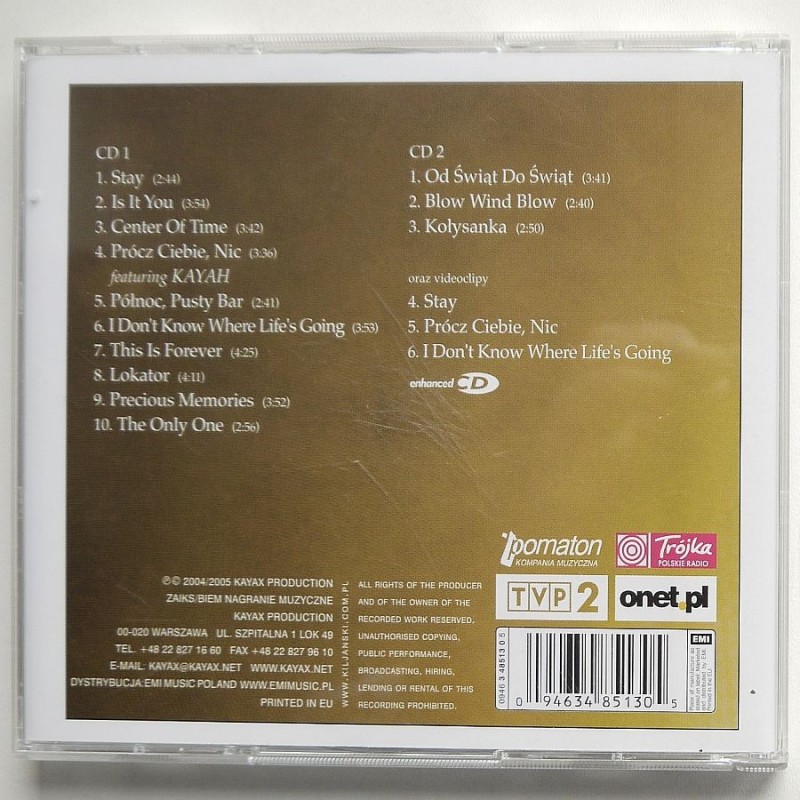 CD 1
1. Stay (2:44)
2. Is It You (3:54)
3. Center Of Time (3:42)
4. Prócz Ciebie, Nic (3:36)
featuring KAYAH
5. Północ, Pusty Bar (2:41)
6. I Don't Know Where Life's Going (3:53)
7. This Is Forever (4:25)
8. Lokator (4:11)
9. Precious Memories (3:52)
10. The Only One (2:56)
CD 2
1. Od Świąt Do Świąt (3:41)
2. Blow Wind Blow (2:40)
3. Kołysanka (2:50)
oraz videoclipy
4. Stay
5. Prócz Ciebie, Nic
6. I Don't Know Where Life's Going
enhanced CD
pomaton
KOMPANIA MUZYCZNA
Trójka
POLSKIE RADIO
TVP 2
onet.pl
℗© 2004/2005 KAYAX PRODUCTION
ZAIKS/BIEM NAGRANIE MUZYCZNE
KAYAX PRODUCTION
00-020 WARSZAWA UL. SZPITALNA 1 LOK 49
TEL. +48 22 827 16 60 FAX +48 22 827 96 10
E-MAIL: KAYAX@KAYAX.NET WWW.KAYAX.NET
DYSTRYBUCJA:EMI MUSIC POLAND WWW.EMIMUSIC.PL
PRINTED IN EU
WWW.KILJANSKI.COM.PL
ALL RIGHTS OF THE PRODUCER
AND OF THE OWNER OF THE
RECORDED WORK RESERVED.
UNAUTHORISED COPYING,
PUBLIC PERFORMANCE,
BROADCASTING, HIRING,
LENDING OR RENTAL OF THIS
RECORDING PROHIBITED.
0946 3 48513 0 5
0 94634 85130 5
EMI